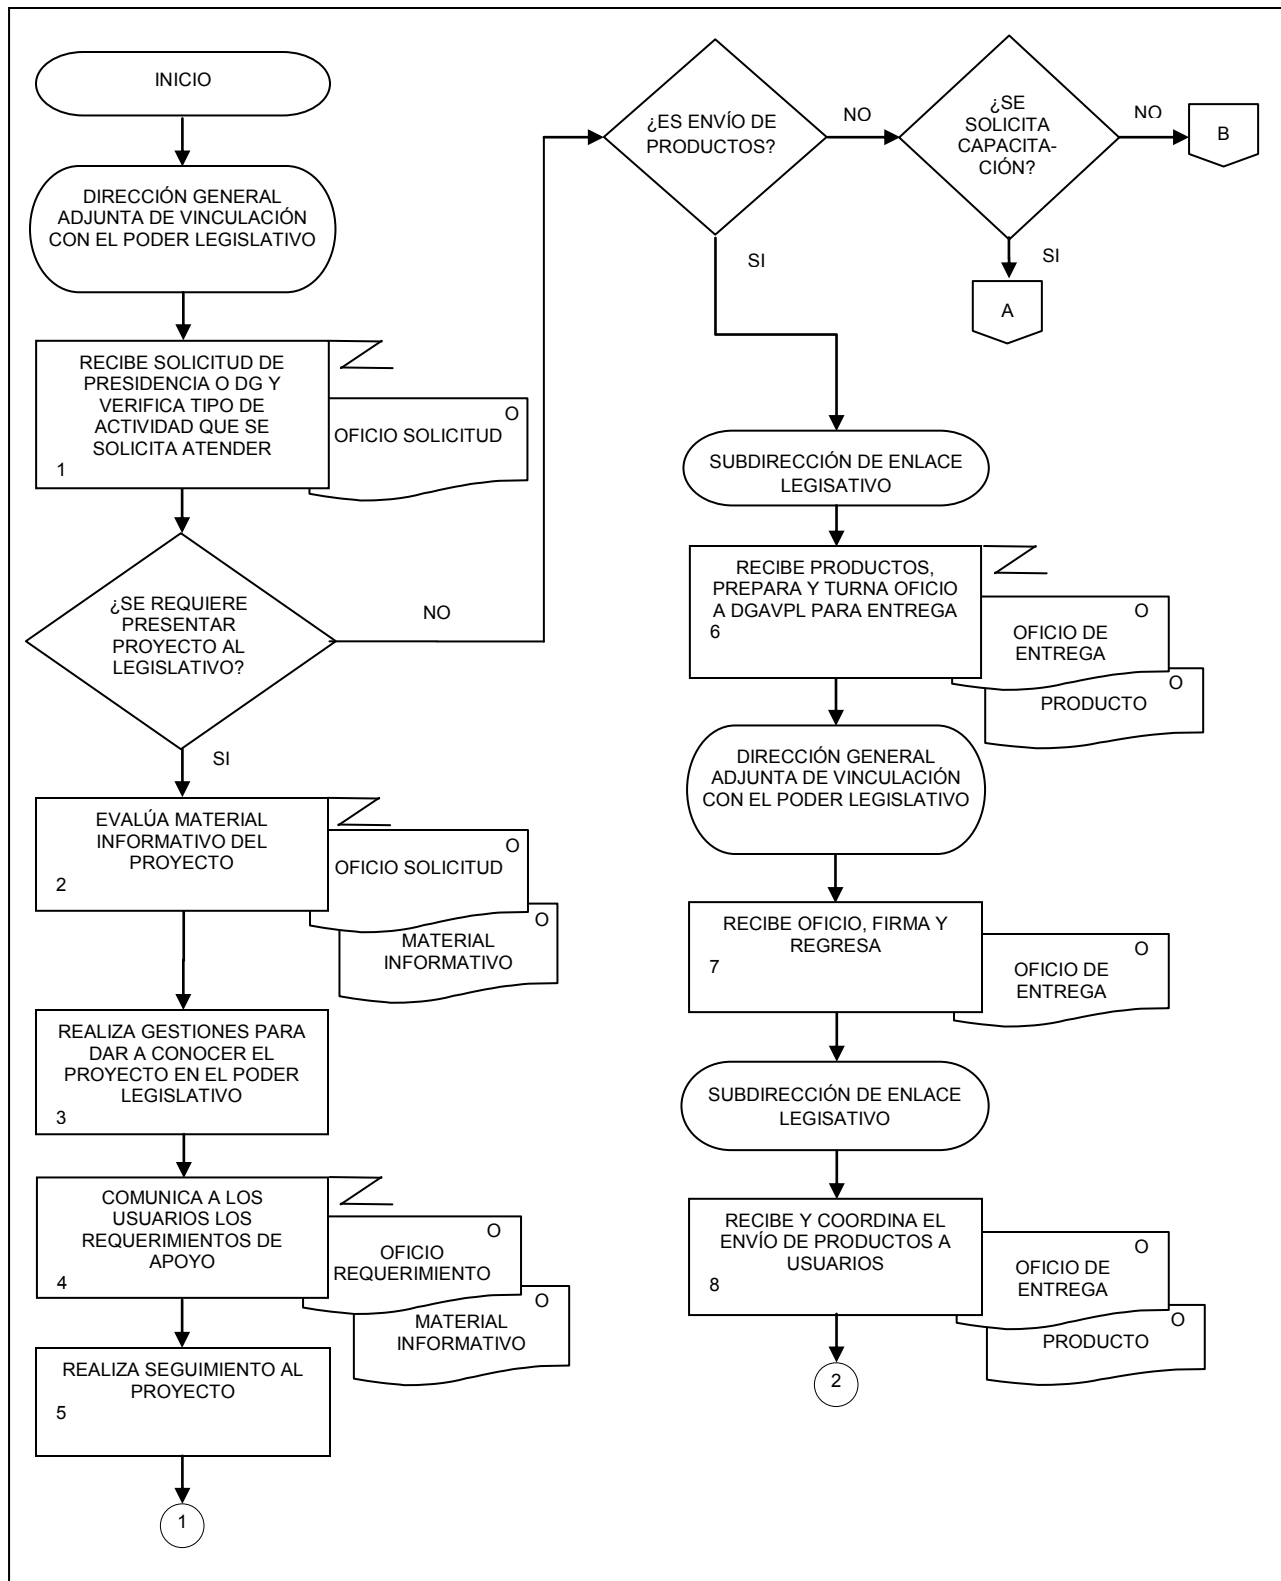 INICIO
DIRECCIÓN GENERAL
ADJUNTA DE VINCULACIÓN
CON EL PODER LEGISLATIVO
RECIBE SOLICITUD DE
PRESIDENCIA O DG Y
VERIFICA TIPO DE
ACTIVIDAD QUE SE
SOLICITA ATENDER
1
O
OFICIO SOLICITUD
¿SE REQUIERE
PRESENTAR
PROYECTO AL
LEGISLATIVO?
NO
SI
EVALÚA MATERIAL
INFORMATIVO DEL
PROYECTO
2
O
OFICIO SOLICITUD
O
MATERIAL
INFORMATIVO
REALIZA GESTIONES PARA
DAR A CONOCER EL
PROYECTO EN EL PODER
LEGISLATIVO
3
COMUNICA A LOS
USUARIOS LOS
REQUERIMIENTOS DE
APOYO
4
O
OFICIO
REQUERIMIENTO
O
MATERIAL
INFORMATIVO
REALIZA SEGUIMIENTO AL
PROYECTO
5
1
¿ES ENVÍO DE
PRODUCTOS?
NO
SI
¿SE
SOLICITA
CAPACITA-
CIÓN?
NO
B
SI
A
SUBDIRECCIÓN DE ENLACE
LEGISATIVO
RECIBE PRODUCTOS,
PREPARA Y TURNA OFICIO
A DGAVPL PARA ENTREGA
6
O
OFICIO DE
ENTREGA
O
PRODUCTO
DIRECCIÓN GENERAL
ADJUNTA DE VINCULACIÓN
CON EL PODER LEGISLATIVO
RECIBE OFICIO, FIRMA Y
REGRESA
7
O
OFICIO DE
ENTREGA
SUBDIRECCIÓN DE ENLACE
LEGISATIVO
RECIBE Y COORDINA EL
ENVÍO DE PRODUCTOS A
USUARIOS
8
O
OFICIO DE
ENTREGA
O
PRODUCTO
2